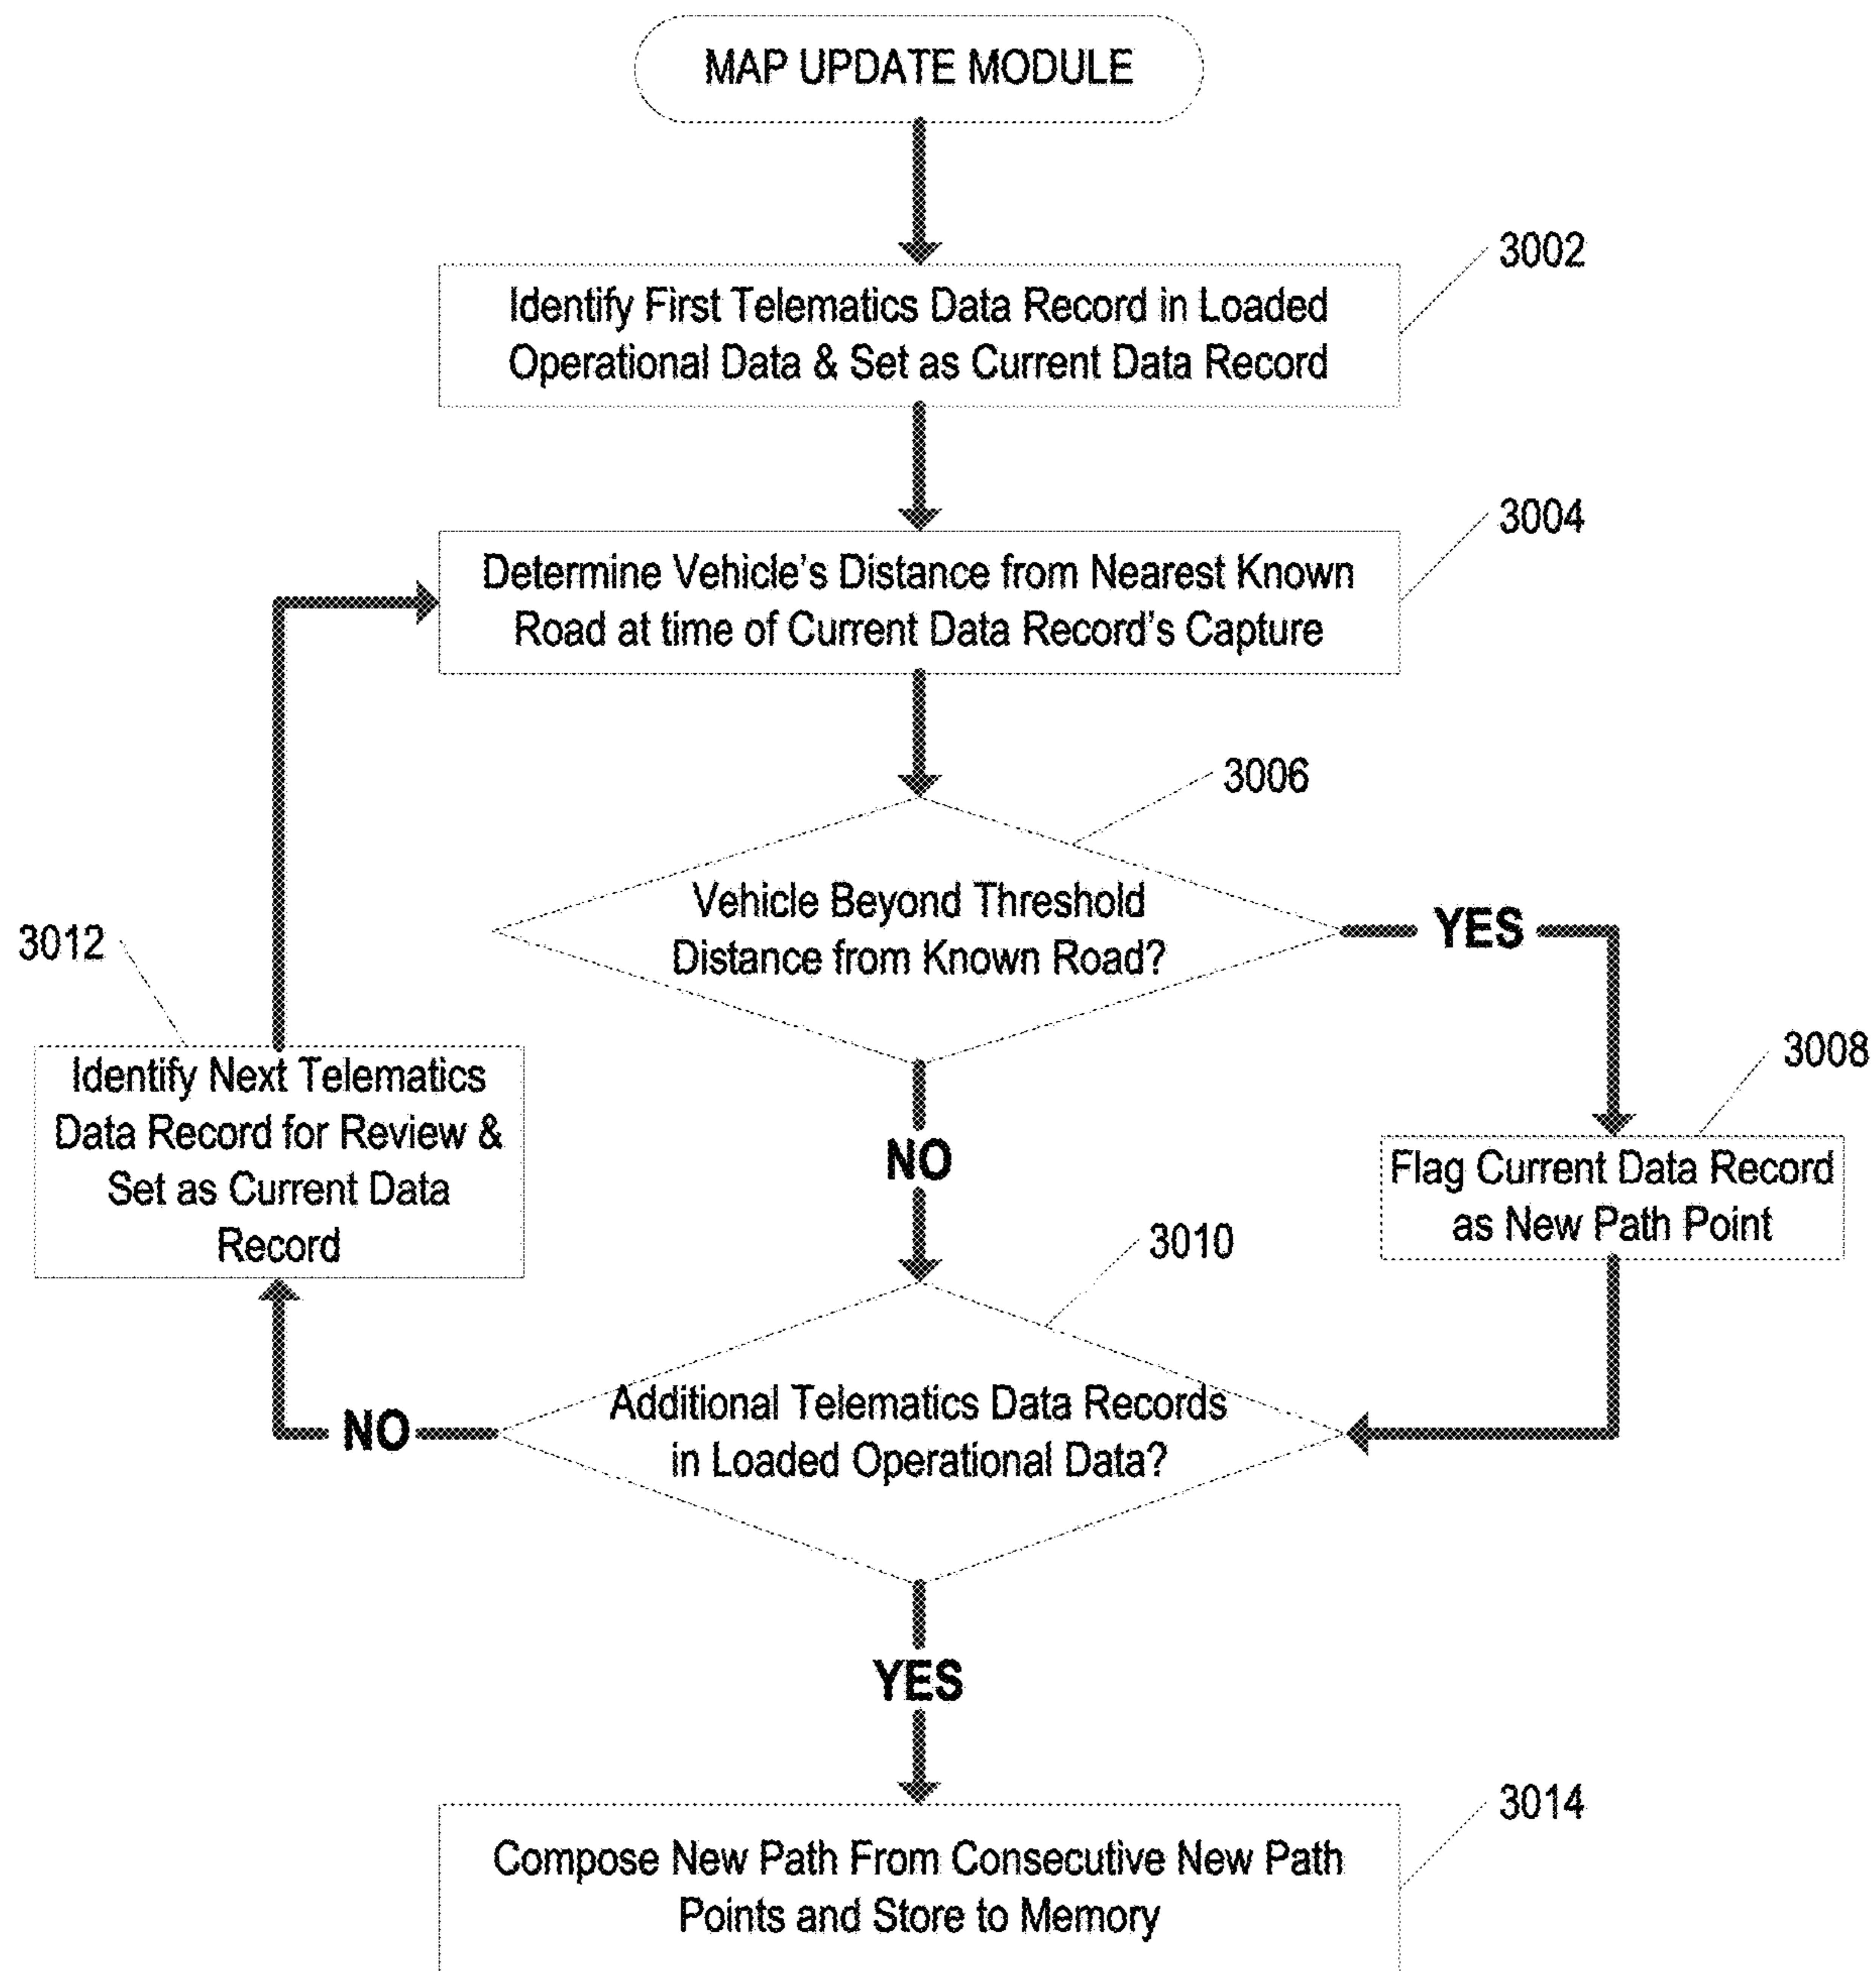 MAP UPDATE MODULE
3002
Identify First Telematics Data Record in Loaded
Operational Data & Set as Current Data Record
3004
Determine Vehicle's Distance from Nearest Known
Road at time of Current Data Record's Capture
3006
Vehicle Beyond Threshold
Distance from Known Road?
YES
3012
Identify Next Telematics
Data Record for Review &
Set as Current Data
Record
NO
3008
Flag Current Data Record
as New Path Point
3010
Additional Telematics Data Records
in Loaded Operational Data?
NO
YES
3014
Compose New Path From Consecutive New Path
Points and Store to Memory